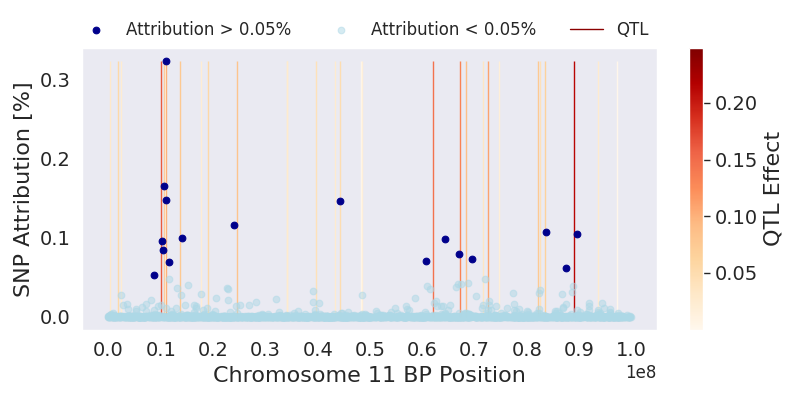 Attribution > 0.05% Attribution < 0.05% QTL
SNP Attribution [%]
0.3
0.2
0.1
0.0
0.0 0.1 0.2 0.3 0.4 0.5 0.6 0.7 0.8 0.9 1.0
1e8
Chromosome 11 BP Position
0.20
0.15
0.10
0.05
QTL Effect